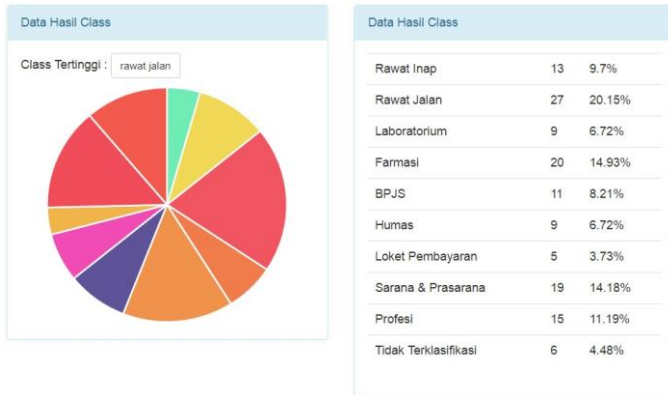 Data Hasil Class
Class Tertinggi : rawat jalan
Data Hasil Class
Rawat Inap 13 9.7%
Rawat Jalan 27 20.15%
Laboratorium 9 6.72%
Farmasi 20 14.93%
BPJS 11 8.21%
Humas 9 6.72%
Loket Pembayaran 5 3.73%
Sarana & Prasarana 19 14.18%
Profesi 15 11.19%
Tidak Terklasifikasi 6 4.48%